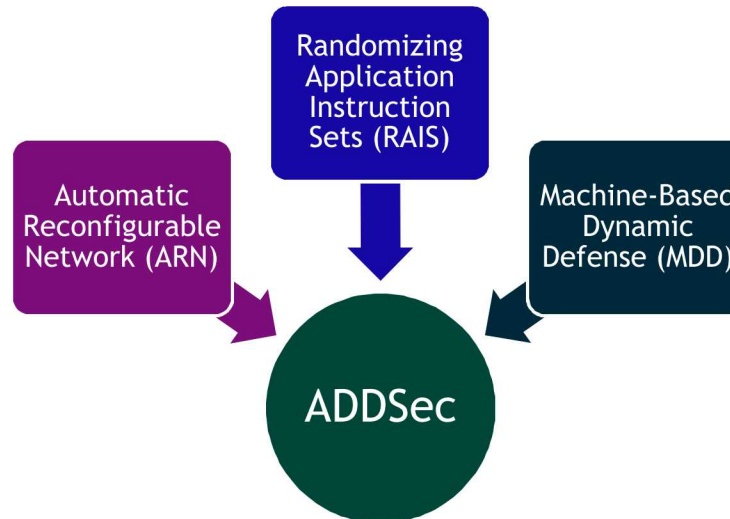 Randomizing
Application
Instruction
Sets (RAIS)
Automatic
Reconfigurable
Network (ARN)
Machine-Based
Dynamic
Defense (MDD)
ADDSec